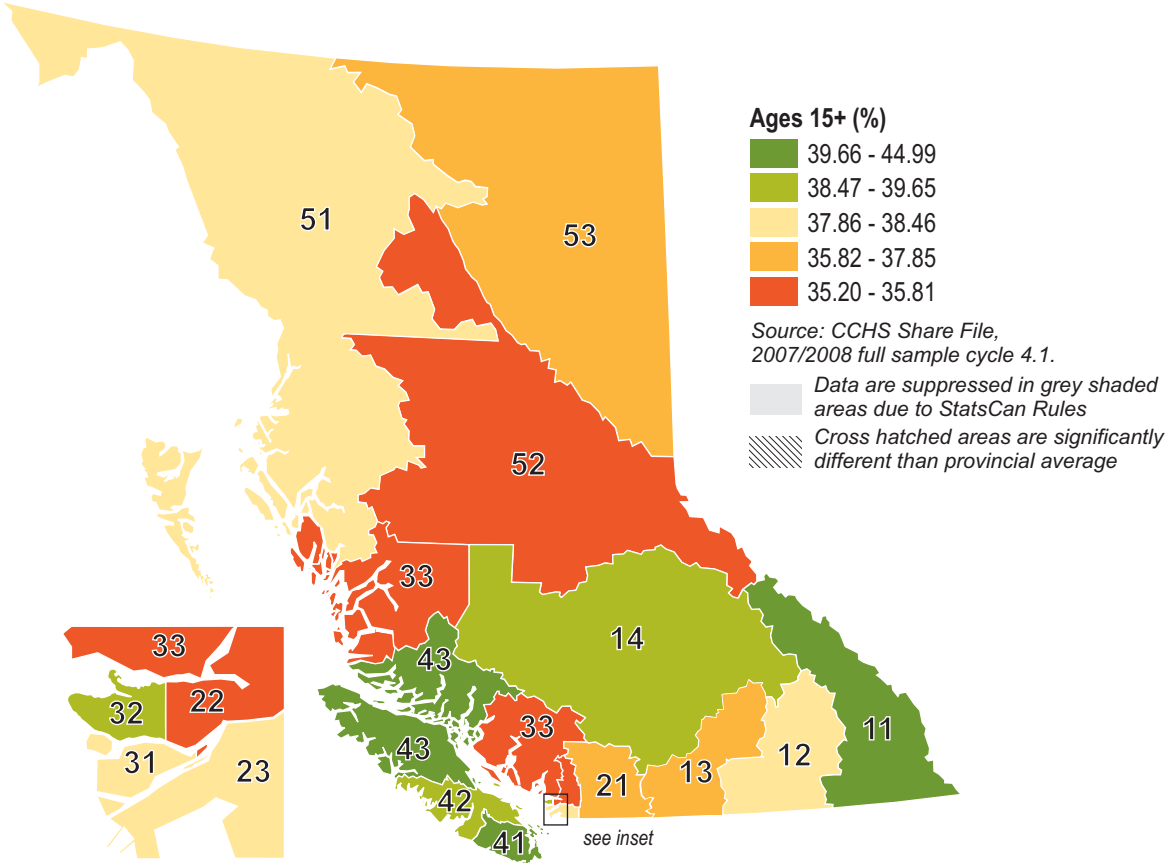 Ages 15+ (%)
39.66 - 44.99
38.47 - 39.65
37.86 - 38.46
35.82 - 37.85
35.20 - 35.81
Source: CCHS Share File,
2007/2008 full sample cycle 4.1.
Data are suppressed in grey shaded
areas due to StatsCan Rules
Cross hatched areas are significantly
different than provincial average
51
53
52
33
14
43
33
43
42
41
21
13
12
11
see inset
33
32
22
31
23